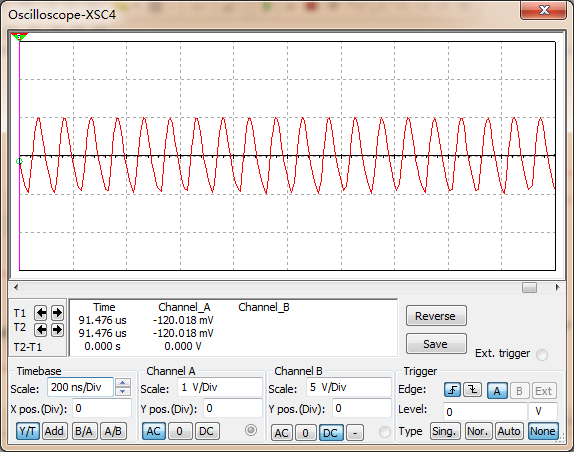 Oscilloscope-XSC4
Time Channel_A Channel_B
T1 91.476 us -120.018 mV
T2 91.476 us -120.018 mV
T2-T1 0.000 s 0.000 V
Reverse
Save
Ext. trigger
Timebase
Scale: 200 ns/Div
X pos.(Div): 0
Y/T Add B/A A/B
Channel A
Scale: 1 V/Div
Y pos.(Div): 0
AC 0 DC
Channel B
Scale: 5 V/Div
Y pos.(Div): 0
AC 0 DC -
Trigger
Edge: A B Ext
Level: 0 V
Type Sing. Nor. Auto None